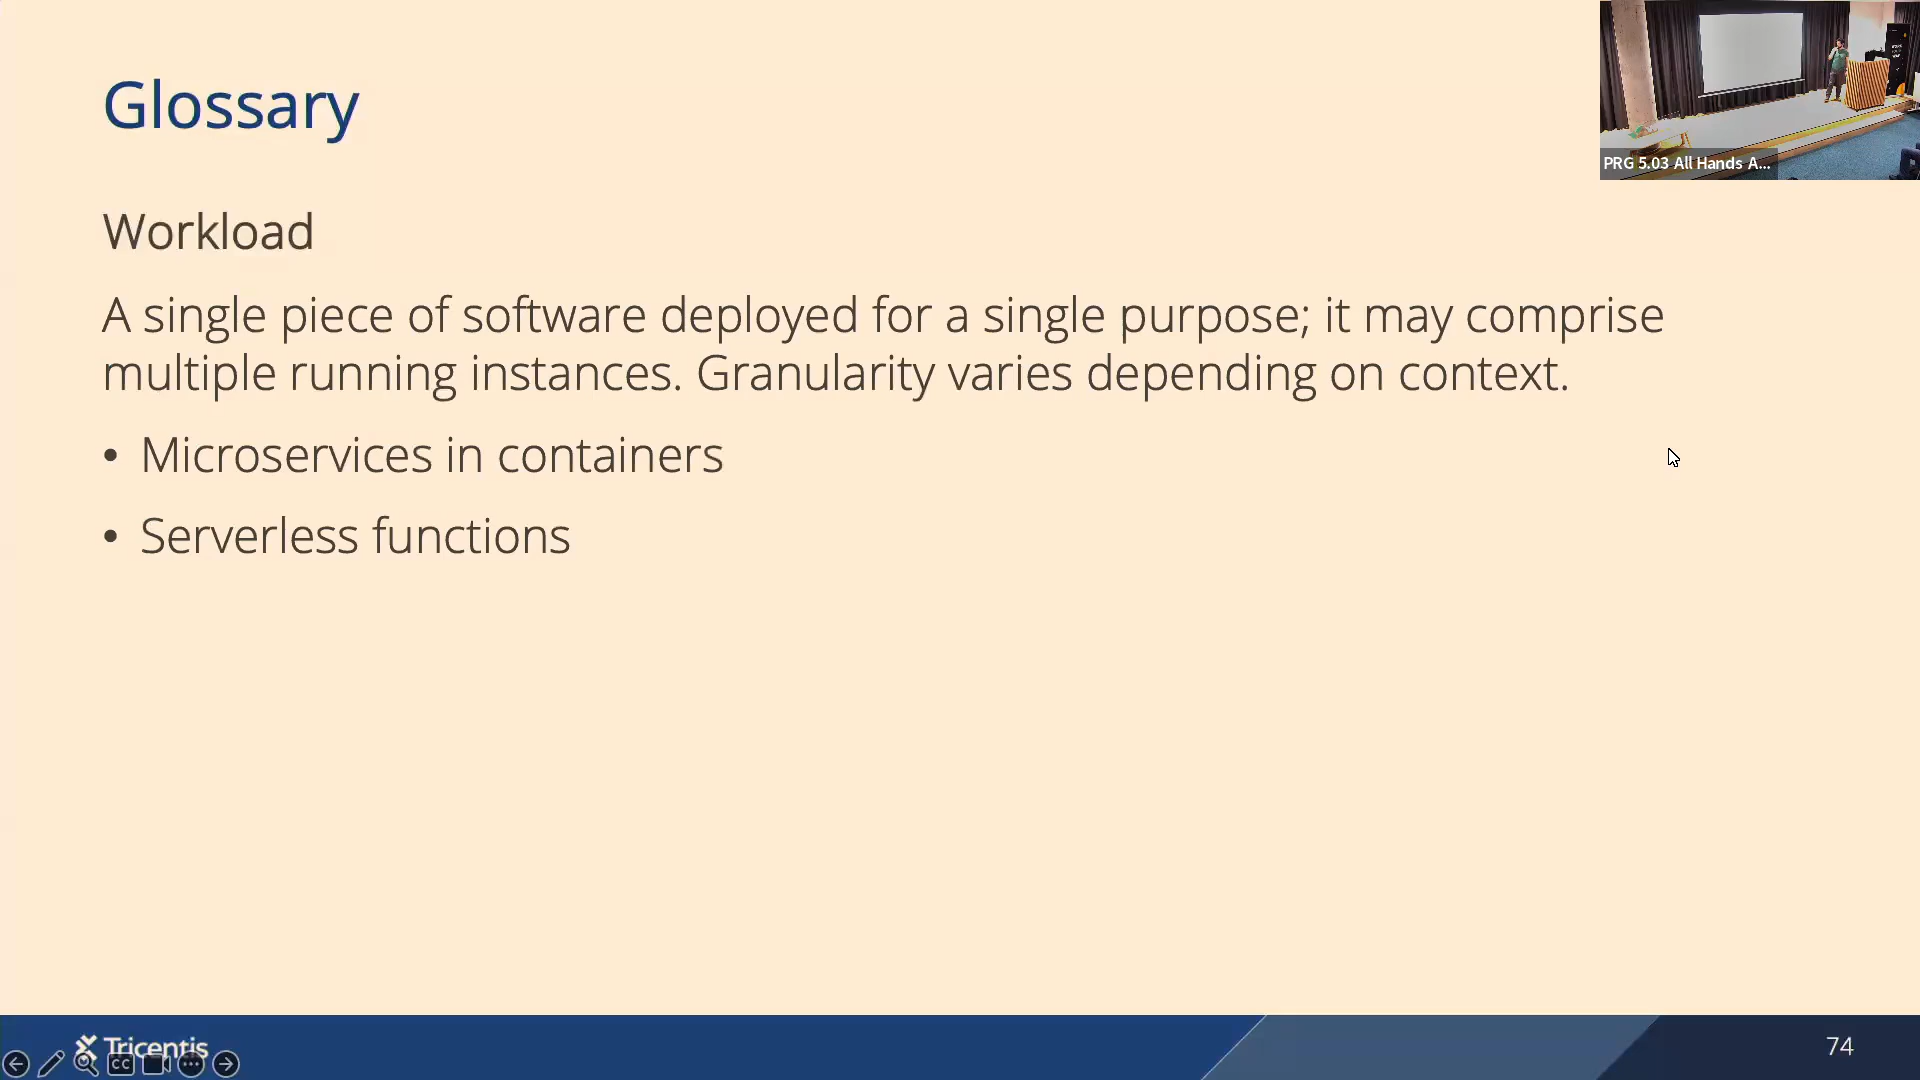 Glossary
PRG 5.03 All Hands A...
Workload
A single piece of software deployed for a single purpose; it may comprise
multiple running instances. Granularity varies depending on context.
• Microservices in containers
• Serverless functions
Tricentis
CC
74